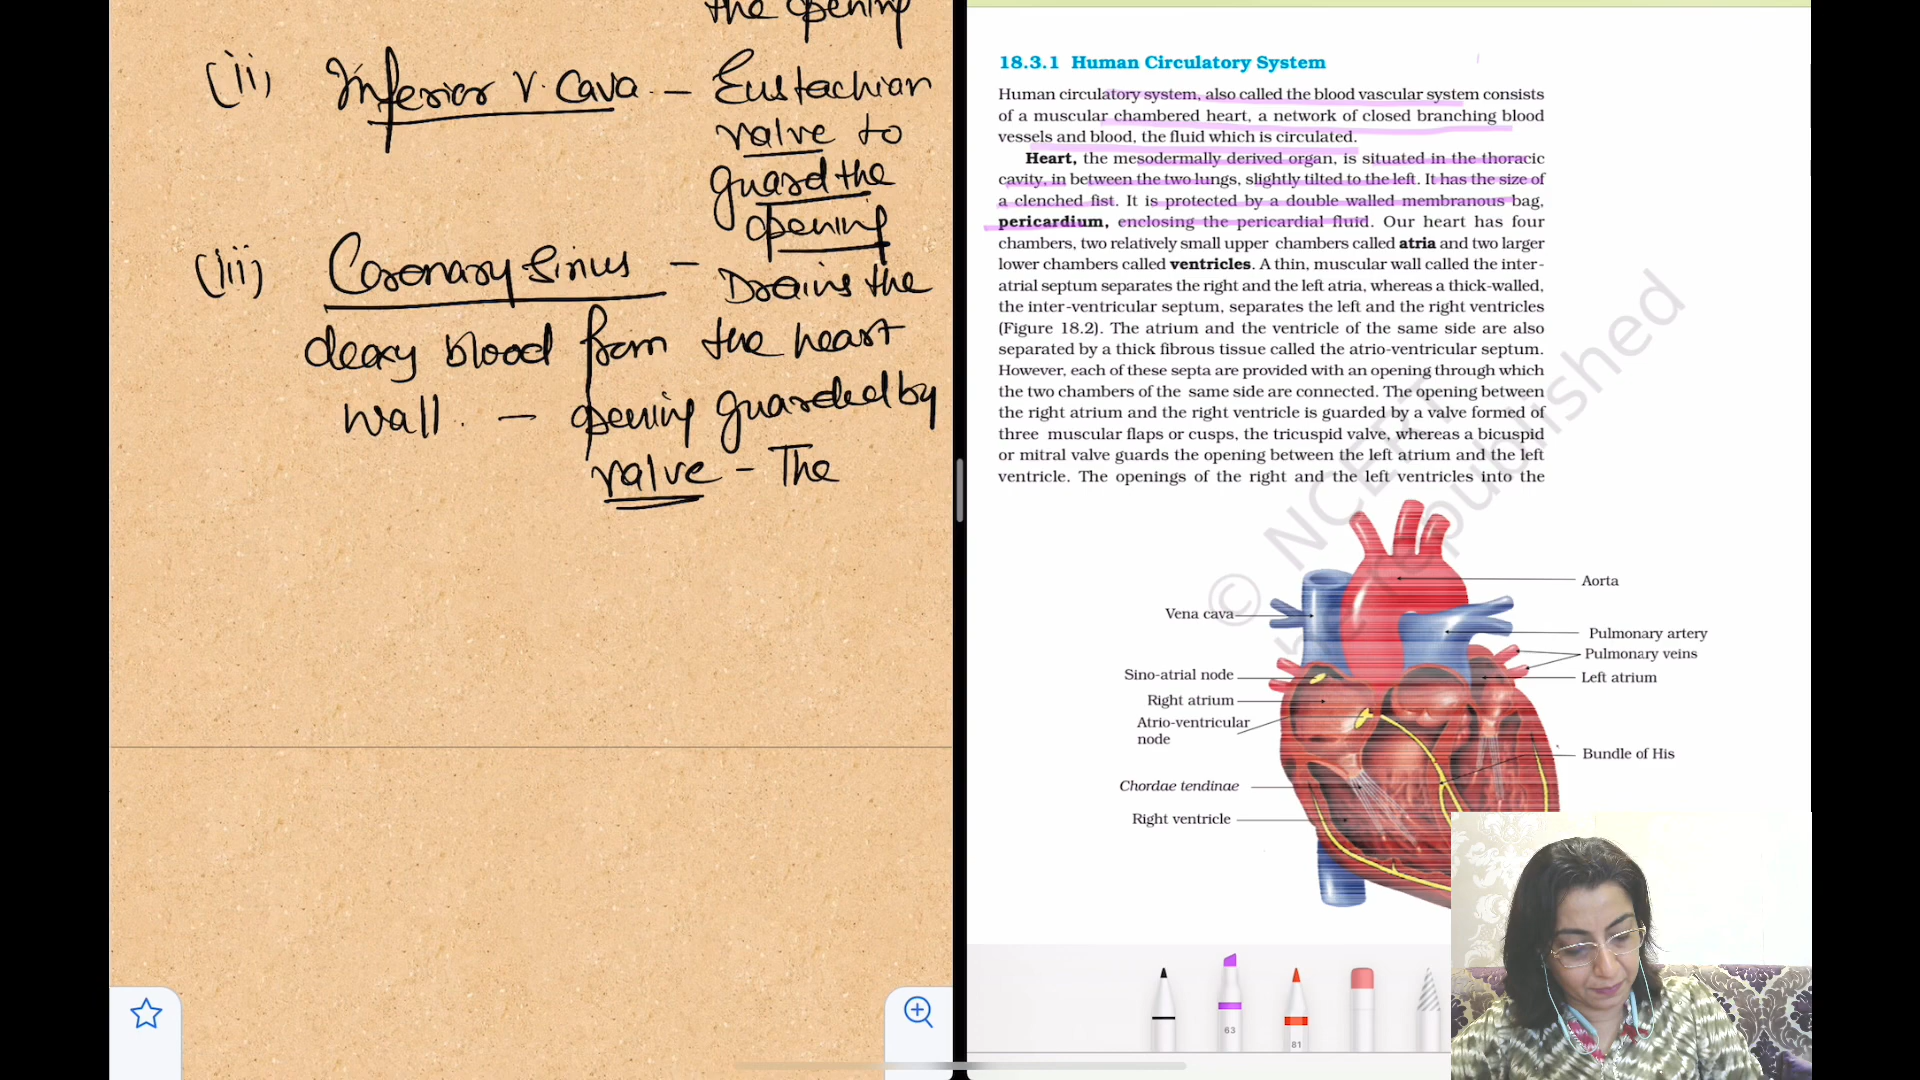 the opening
(ii) Inferior V. Cava - Eustachian
valve to
guard the
opening
(iii) Coronary Sinus - Drains the
deoxy blood from the heart
wall. - opening guarded by
valve - The
18.3.1 Human Circulatory System
Human circulatory system, also called the blood vascular system consists
of a muscular chambered heart, a network of closed branching blood
vessels and blood, the fluid which is circulated.
Heart, the mesodermally derived organ, is situated in the thoracic
cavity, in between the two lungs, slightly tilted to the left. It has the size of
a clenched fist. It is protected by a double walled membranous bag,
pericardium, enclosing the pericardial fluid. Our heart has four
chambers, two relatively small upper chambers called atria and two larger
lower chambers called ventricles. A thin, muscular wall called the inter-
atrial septum separates the right and the left atria, whereas a thick-walled,
the inter-ventricular septum, separates the left and the right ventricles
(Figure 18.2). The atrium and the ventricle of the same side are also
separated by a thick fibrous tissue called the atrio-ventricular septum.
However, each of these septa are provided with an opening through which
the two chambers of the same side are connected. The opening between
the right atrium and the right ventricle is guarded by a valve formed of
three muscular flaps or cusps, the tricuspid valve, whereas a bicuspid
or mitral valve guards the opening between the left atrium and the left
ventricle. The openings of the right and the left ventricles into the
© NCERT
republished
Aorta
Vena cava
Pulmonary artery
Pulmonary veins
Sino-atrial node
Left atrium
Right atrium
Atrio-ventricular
node
Bundle of His
Chordae tendinae
Right ventricle
63
81